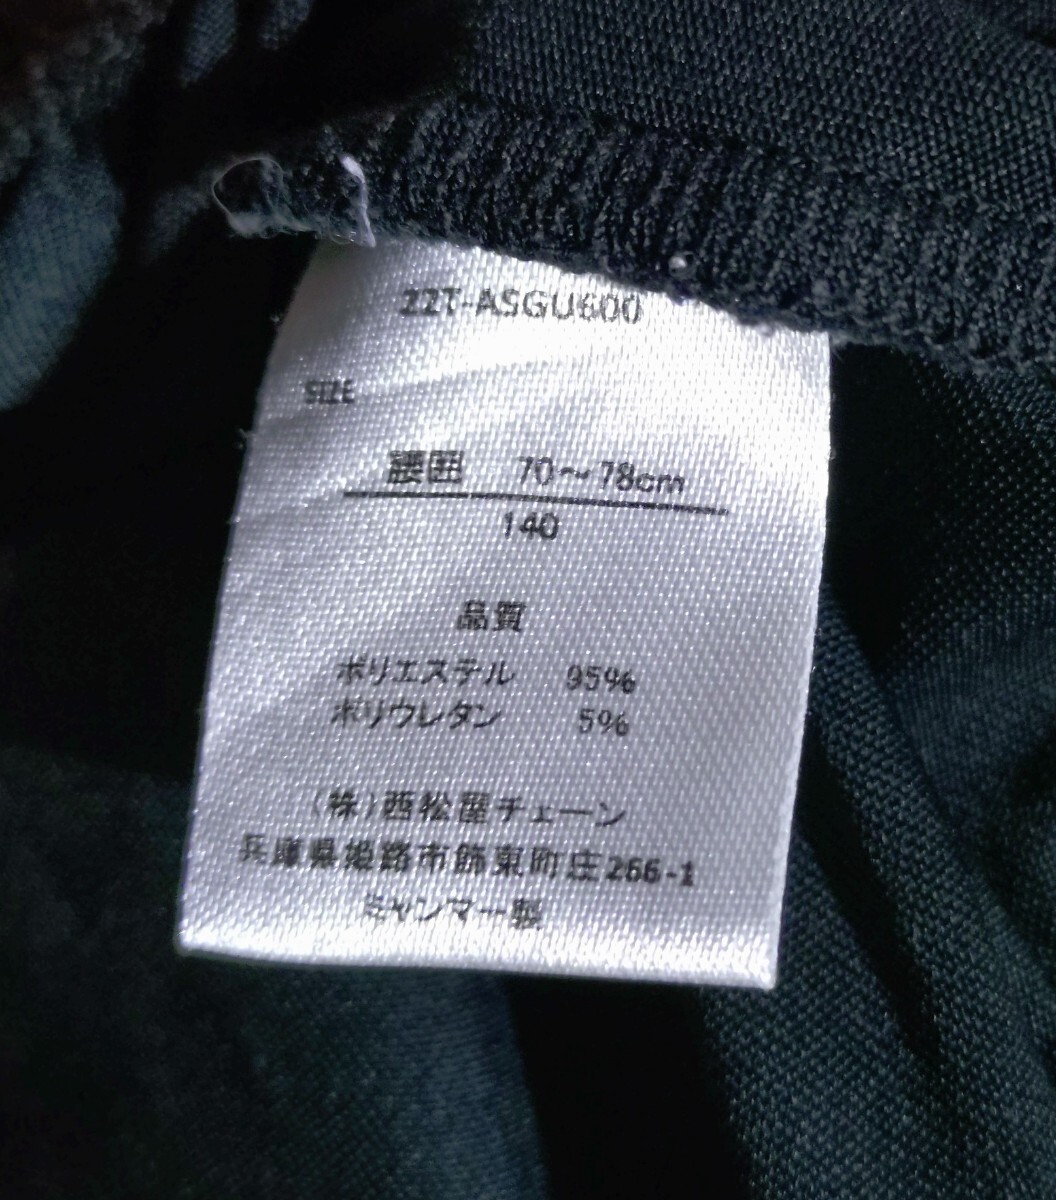 22T-ASGU600
SIZE
腰囲 70～78cm
140
品質
ポリエステル 95%
ポリウレタン 5%
(株)西松屋チェーン
兵庫県姫路市飾東町庄266-1
ミャンマー製